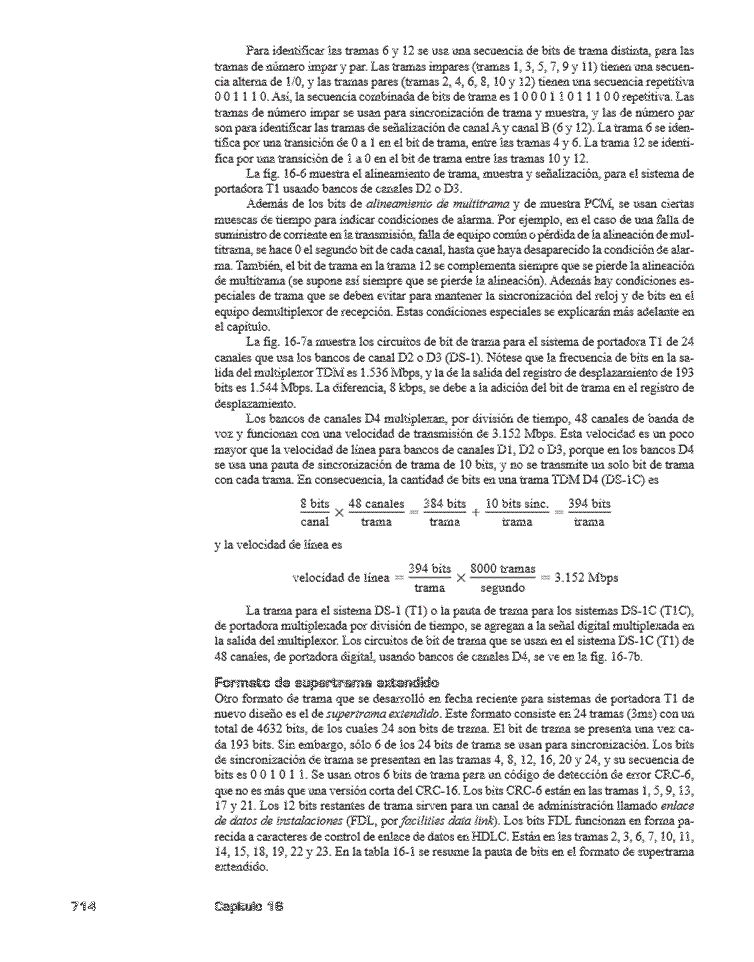 Para identificar las tramas 6 y 12 se usa una secuencia de bits de trama distinta, para las
tramas de número impar y par. Las tramas impares (tramas 1, 3, 5, 7, 9 y 11) tienen una secuen-
cia alterna de 1/0, y las tramas pares (tramas 2, 4, 6, 8, 10 y 12) tienen una secuencia repetitiva
0 0 1 1 1 0. Así, la secuencia combinada de bits de trama es 1 0 0 0 1 1 0 1 1 1 0 0 repetitiva. Las
tramas de número impar se usan para sincronización de trama y muestra, y las de número par
son para identificar las tramas de señalización de canal A y canal B (6 y 12). La trama 6 se iden-
tifica por una transición de 0 a 1 en el bit de trama, entre las tramas 4 y 6. La trama 12 se identi-
fica por una transición de 1 a 0 en el bit de trama entre las tramas 10 y 12.
La fig. 16-6 muestra el alineamiento de trama, muestra y señalización, para el sistema de
portadora T1 usando bancos de canales D2 o D3.
Además de los bits de alineamiento de multitrama y de muestra PCM, se usan ciertas
muescas de tiempo para indicar condiciones de alarma. Por ejemplo, en el caso de una falla de
suministro de corriente en la transmisión, falla de equipo común o pérdida de la alineación de mul-
titrama, se hace 0 el segundo bit de cada canal, hasta que haya desaparecido la condición de alar-
ma. También, el bit de trama en la trama 12 se complementa siempre que se pierde la alineación
de multitrama (se supone así siempre que se pierde la alineación). Además hay condiciones es-
peciales de trama que se deben evitar para mantener la sincronización del reloj y de bits en el
equipo demultiplexor de recepción. Estas condiciones especiales se explicarán más adelante en
el capítulo.
La fig. 16-7a muestra los circuitos de bit de trama para el sistema de portadora T1 de 24
canales que usa los bancos de canal D2 o D3 (DS-1). Nótese que la frecuencia de bits en la sa-
lida del multiplexor TDM es 1.536 Mbps, y la de la salida del registro de desplazamiento de 193
bits es 1.544 Mbps. La diferencia, 8 kbps, se debe a la adición del bit de trama en el registro de
desplazamiento.
Los bancos de canales D4 multiplexan, por división de tiempo, 48 canales de banda de
voz y funcionan con una velocidad de transmisión de 3.152 Mbps. Esta velocidad es un poco
mayor que la velocidad de línea para bancos de canales D1, D2 o D3, porque en los bancos D4
se usa una pauta de sincronización de trama de 10 bits, y no se transmite un solo bit de trama
con cada trama. En consecuencia, la cantidad de bits en una trama TDM D4 (DS-1C) es
8 bits/canal × 48 canales/trama = 384 bits/trama + 10 bits sinc./trama = 394 bits/trama
y la velocidad de línea es
velocidad de línea = 394 bits/trama × 8000 tramas/segundo = 3.152 Mbps
La trama para el sistema DS-1 (T1) o la pauta de trama para los sistemas DS-1C (T1C),
de portadora multiplexada por división de tiempo, se agregan a la señal digital multiplexada en
la salida del multiplexor. Los circuitos de bit de trama que se usan en el sistema DS-1C (T1) de
48 canales, de portadora digital, usando bancos de canales D4, se ve en la fig. 16-7b.
Formato de supertrama extendido
Otro formato de trama que se desarrolló en fecha reciente para sistemas de portadora T1 de
nuevo diseño es el de supertrama extendido. Este formato consiste en 24 tramas (3ms) con un
total de 4632 bits, de los cuales 24 son bits de trama. El bit de trama se presenta una vez ca-
da 193 bits. Sin embargo, sólo 6 de los 24 bits de trama se usan para sincronización. Los bits
de sincronización de trama se presentan en las tramas 4, 8, 12, 16, 20 y 24, y su secuencia de
bits es 0 0 1 0 1 1. Se usan otros 6 bits de trama para un código de detección de error CRC-6,
que no es más que una versión corta del CRC-16. Los bits CRC-6 están en las tramas 1, 5, 9, 13,
17 y 21. Los 12 bits restantes de trama sirven para un canal de administración llamado enlace
de datos de instalaciones (FDL, por facilities data link). Los bits FDL funcionan en forma pa-
recida a caracteres de control de enlace de datos en HDLC. Están en las tramas 2, 3, 6, 7, 10, 11,
14, 15, 18, 19, 22 y 23. En la tabla 16-1 se resume la pauta de bits en el formato de supertrama
extendido.
714 Capítulo 16